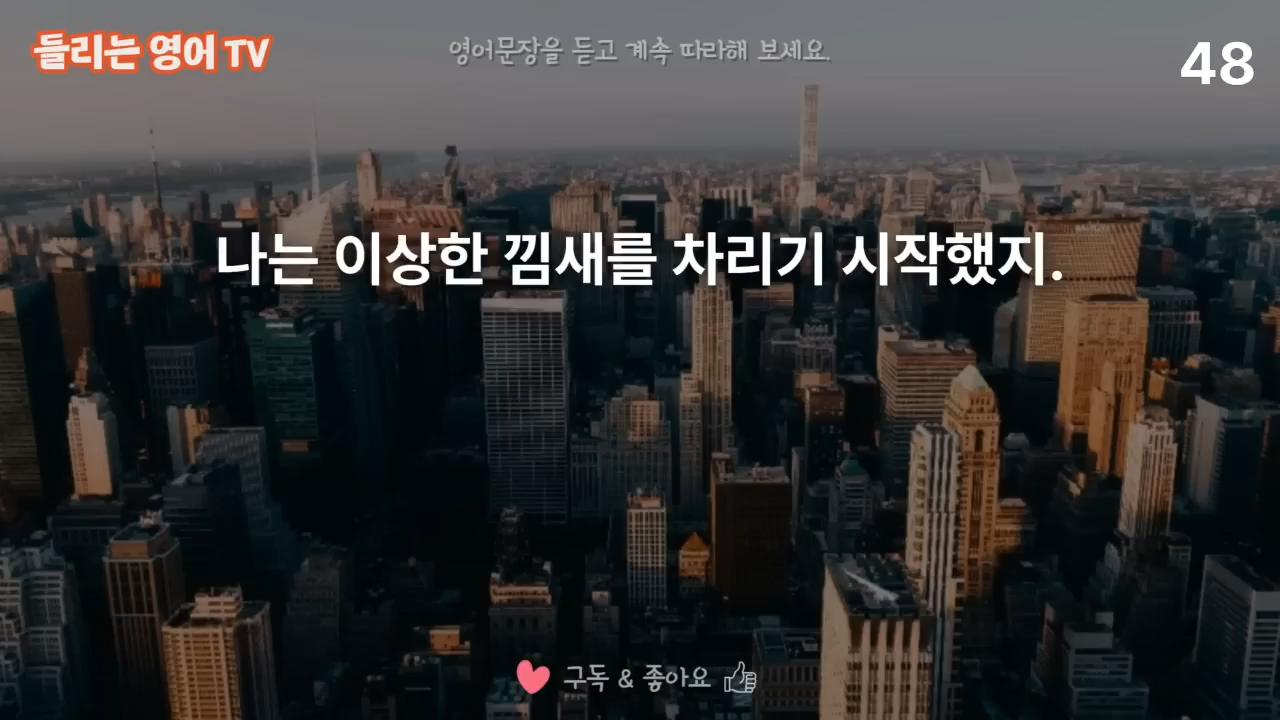 들리는 영어 TV
영어문장을 듣고 계속 따라해 보세요.
48
나는 이상한 낌새를 차리기 시작했지.
구독 & 좋아요